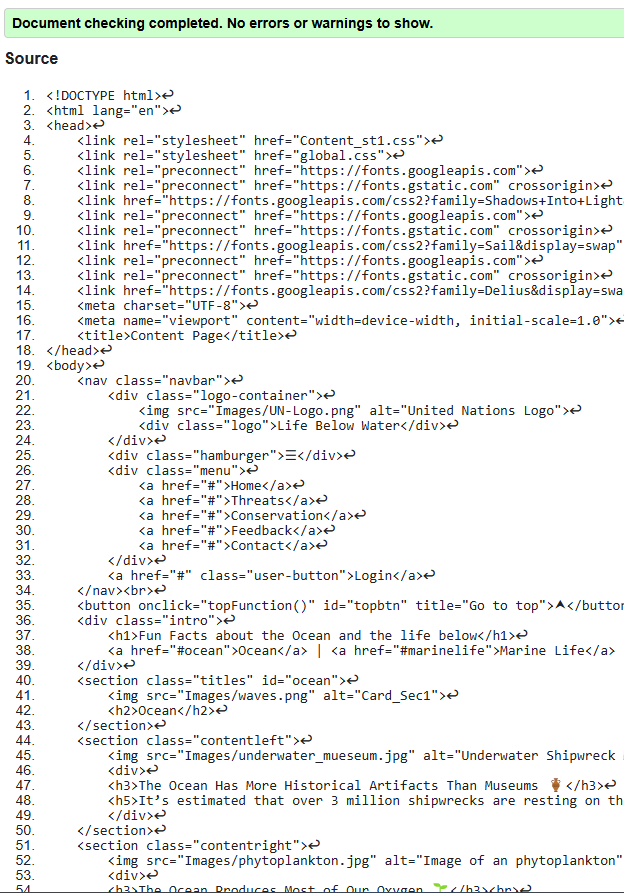 Document checking completed. No errors or warnings to show.
Source
1. <!DOCTYPE html>↩
2. <html lang="en">↩
3. <head>↩
4. <link rel="stylesheet" href="Content_st1.css">↩
5. <link rel="stylesheet" href="global.css">↩
6. <link rel="preconnect" href="https://fonts.googleapis.com">↩
7. <link rel="preconnect" href="https://fonts.gstatic.com" crossorigin>↩
8. <link href="https://fonts.googleapis.com/css2?family=Shadows+Into+Light
9. <link rel="preconnect" href="https://fonts.googleapis.com">↩
10. <link rel="preconnect" href="https://fonts.gstatic.com" crossorigin>↩
11. <link href="https://fonts.googleapis.com/css2?family=Sail&display=swap"
12. <link rel="preconnect" href="https://fonts.googleapis.com">↩
13. <link rel="preconnect" href="https://fonts.gstatic.com" crossorigin>↩
14. <link href="https://fonts.googleapis.com/css2?family=Delius&display=swa
15. <meta charset="UTF-8">↩
16. <meta name="viewport" content="width=device-width, initial-scale=1.0">↩
17. <title>Content Page</title>↩
18. </head>↩
19. <body>↩
20. <nav class="navbar">↩
21. <div class="logo-container">↩
22. <img src="Images/UN-Logo.png" alt="United Nations Logo">↩
23. <div class="logo">Life Below Water</div>↩
24. </div>↩
25. <div class="hamburger">☰</div>↩
26. <div class="menu">↩
27. <a href="#">Home</a>↩
28. <a href="#">Threats</a>↩
29. <a href="#">Conservation</a>↩
30. <a href="#">Feedback</a>↩
31. <a href="#">Contact</a>↩
32. </div>↩
33. <a href="#" class="user-button">Login</a>↩
34. </nav><br>↩
35. <button onclick="topFunction()" id="topbtn" title="Go to top">⮝</button
36. <div class="intro">↩
37. <h1>Fun Facts about the Ocean and the life below</h1>↩
38. <a href="#ocean">Ocean</a> | <a href="#marinelife">Marine Life</a>
39. </div>↩
40. <section class="titles" id="ocean">↩
41. <img src="Images/waves.png" alt="Card_Sec1">↩
42. <h2>Ocean</h2>↩
43. </section>↩
44. <section class="contentleft">↩
45. <img src="Images/underwater_mueseum.jpg" alt="Underwater Shipwreck
46. <div>↩
47. <h3>The Ocean Has More Historical Artifacts Than Museums 🏺</h3>↩
48. <h5>It’s estimated that over 3 million shipwrecks are resting on th
49. </div>↩
50. </section>↩
51. <section class="contentright">↩
52. <img src="Images/phytoplankton.jpg" alt="Image of an phytoplankton"
53. <div>↩
54. <h3>The Ocean Produces Most of Our Oxygen 🌱</h3><br>↩